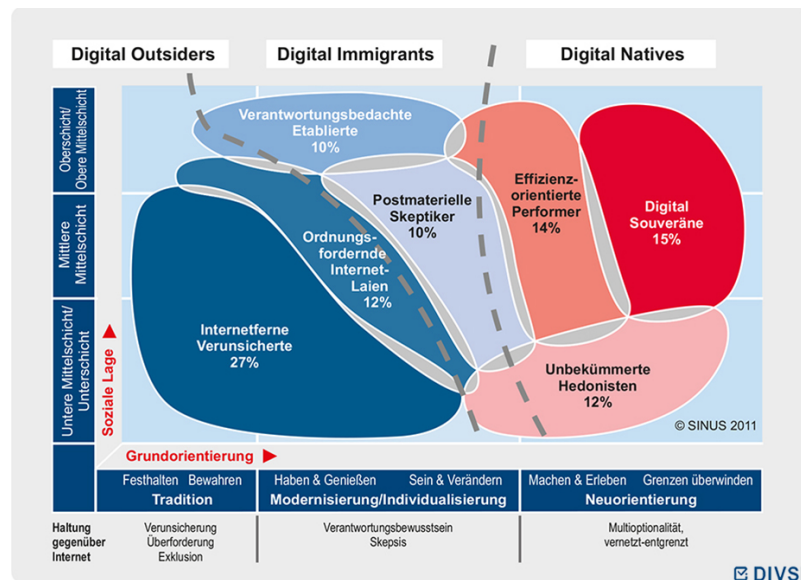 Digital Outsiders
Digital Immigrants
Digital Natives
Oberschicht/
Obere Mittelschicht
Mittlere
Mittelschicht
Untere Mittelschicht/
Unterschicht
Soziale Lage
Verantwortungsbedachte
Etablierte
10%
Postmaterielle
Skeptiker
10%
Effizienz-
orientierte
Performer
14%
Digital
Souveräne
15%
Ordnungs-
fordernde
Internet-
Laien
12%
Internetferne
Verunsicherte
27%
Unbekümmerte
Hedonisten
12%
© SINUS 2011
Grundorientierung
Festhalten Bewahren
Tradition
Haben & Genießen Sein & Verändern
Modernisierung/Individualisierung
Machen & Erleben Grenzen überwinden
Neuorientierung
Haltung
gegenüber
Internet
Verunsicherung
Überforderung
Exklusion
Verantwortungsbewusstsein
Skepsis
Multioptionalität,
vernetzt-entgrenzt
DIVSI